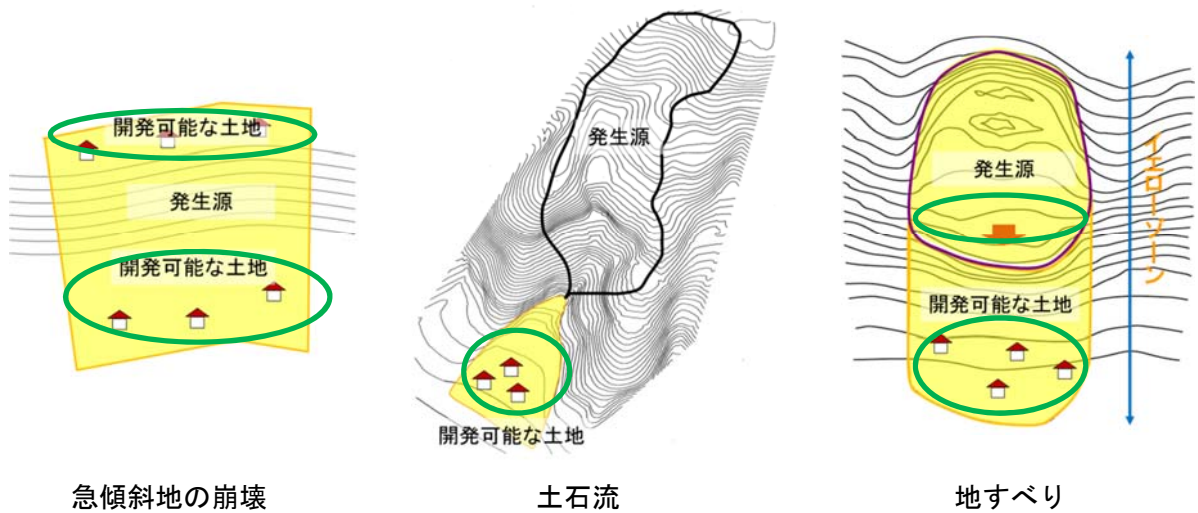 開発可能な土地
発生源
開発可能な土地
急傾斜地の崩壊
発生源
開発可能な土地
土石流
発生源
開発可能な土地
イエローゾーン
地すべり